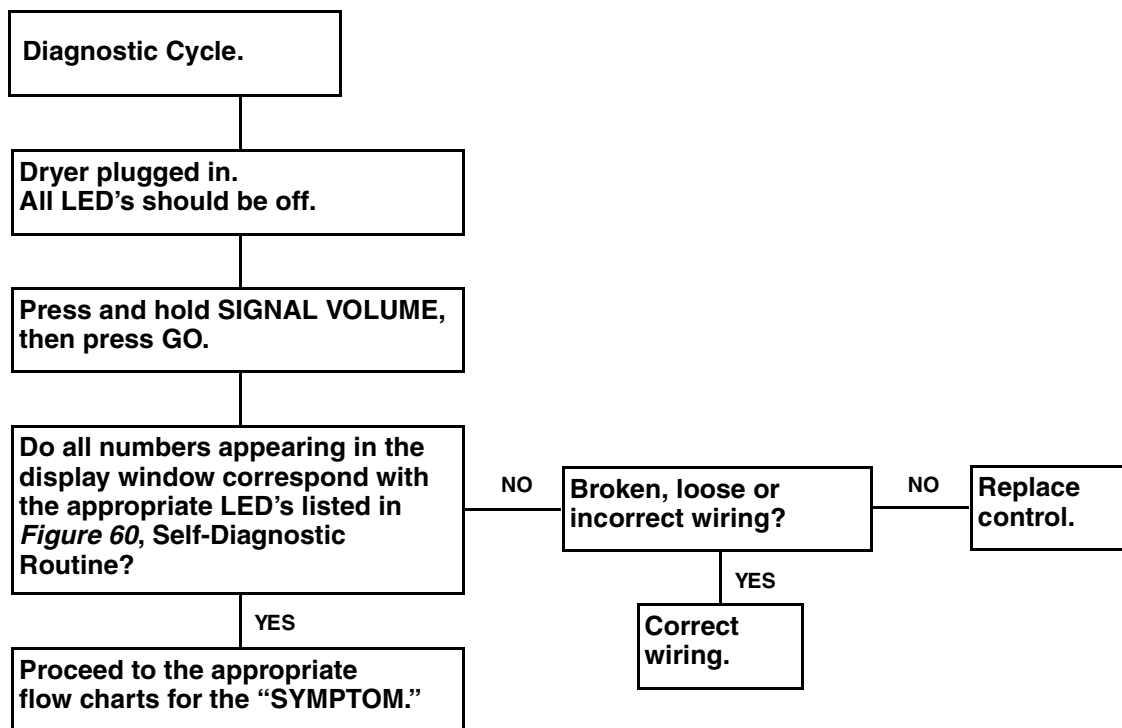 Diagnostic Cycle.
Dryer plugged in.
All LED’s should be off.
Press and hold SIGNAL VOLUME,
then press GO.
Do all numbers appearing in the
display window correspond with
the appropriate LED’s listed in
Figure 60, Self-Diagnostic
Routine?
NO
Broken, loose or
incorrect wiring?
NO
Replace
control.
YES
Correct
wiring.
YES
Proceed to the appropriate
flow charts for the “SYMPTOM.”